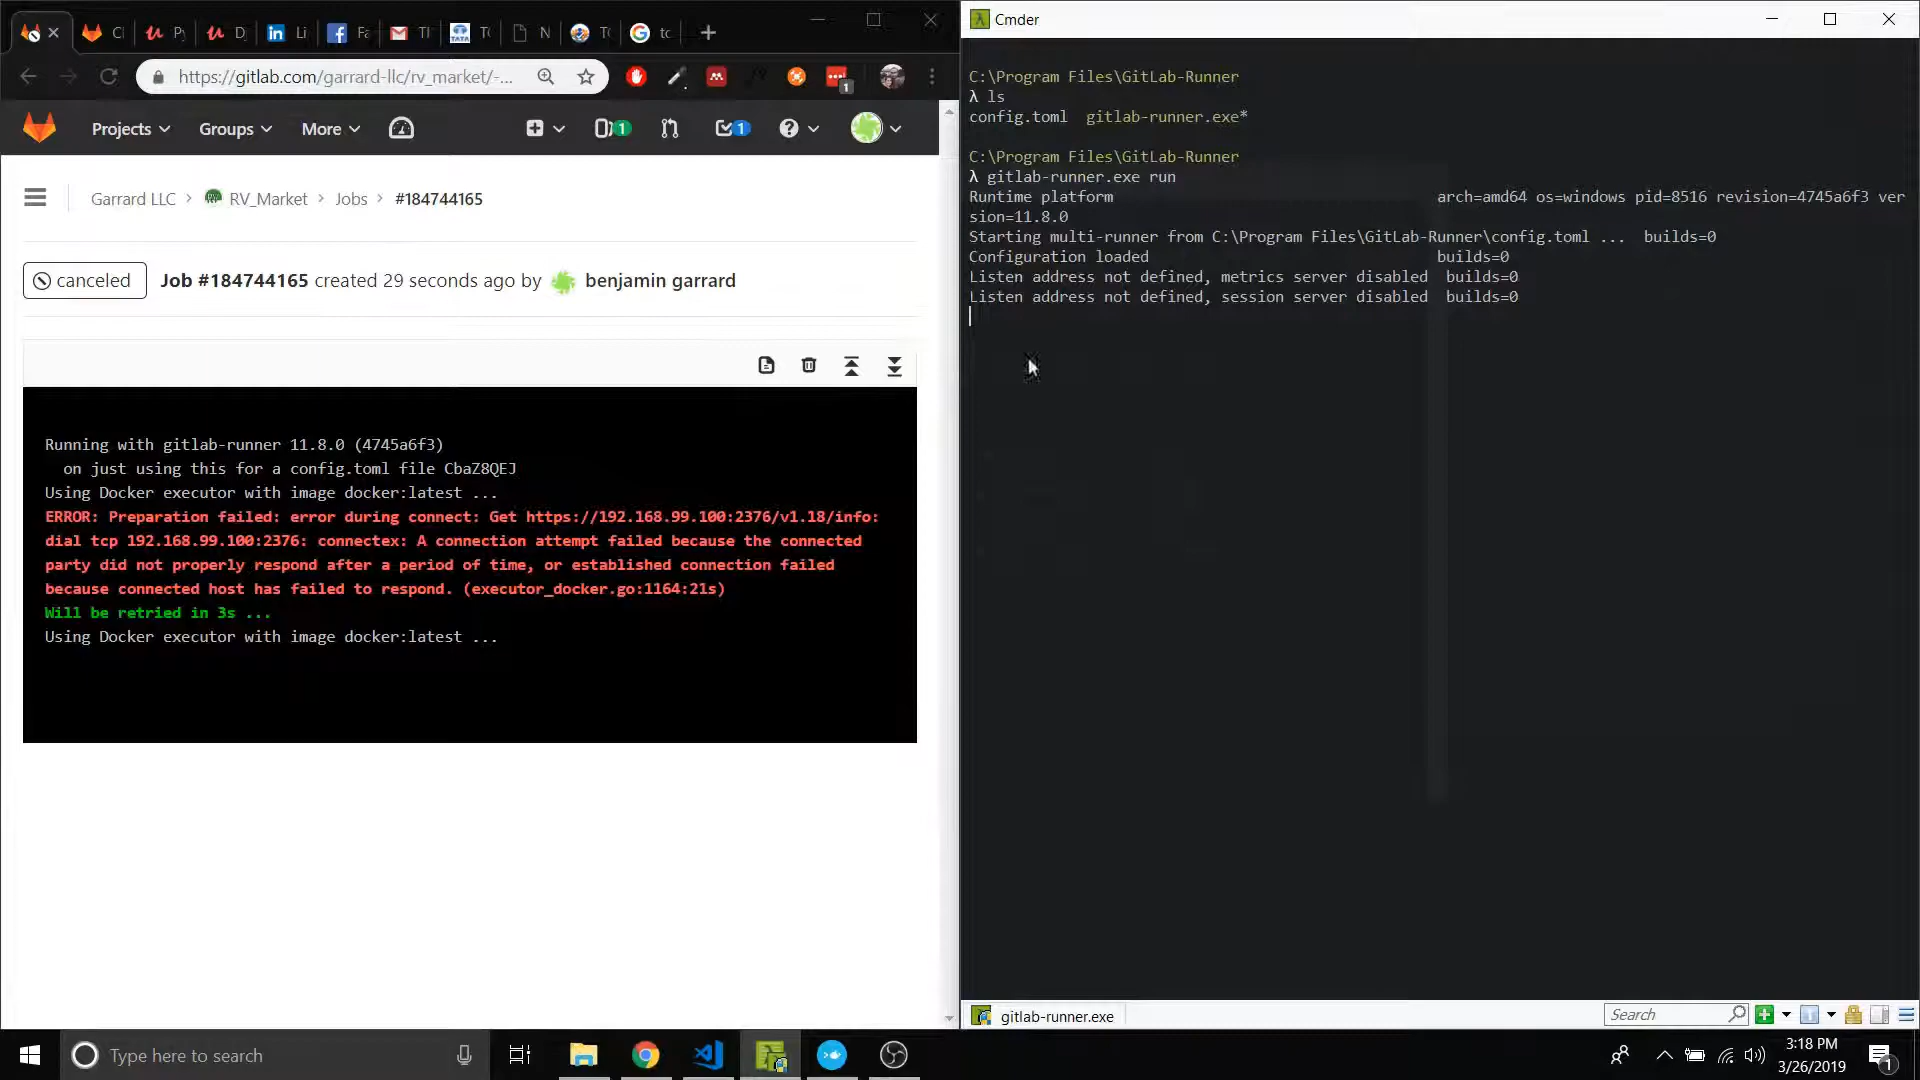 Li
Fa
https://gitlab.com/garrard-llc/rv_market/-...
1
Projects
Groups
More
1
1
Garrard LLC > RV_Market > Jobs > #184744165
canceled
Job #184744165 created 29 seconds ago by benjamin garrard
Running with gitlab-runner 11.8.0 (4745a6f3)
on just using this for a config.toml file CbaZ8QEJ
Using Docker executor with image docker:latest ...
ERROR: Preparation failed: error during connect: Get https://192.168.99.100:2376/v1.18/info:
dial tcp 192.168.99.100:2376: connectex: A connection attempt failed because the connected
party did not properly respond after a period of time, or established connection failed
because connected host has failed to respond. (executor_docker.go:1164:21s)
Will be retried in 3s ...
Using Docker executor with image docker:latest ...
Cmder
C:\Program Files\GitLab-Runner
λ ls
config.toml gitlab-runner.exe*
C:\Program Files\GitLab-Runner
λ gitlab-runner.exe run
Runtime platform arch=amd64 os=windows pid=8516 revision=4745a6f3 ver
sion=11.8.0
Starting multi-runner from C:\Program Files\GitLab-Runner\config.toml ... builds=0
Configuration loaded builds=0
Listen address not defined, metrics server disabled builds=0
Listen address not defined, session server disabled builds=0
gitlab-runner.exe
Search
Type here to search
3:18 PM
3/26/2019
1